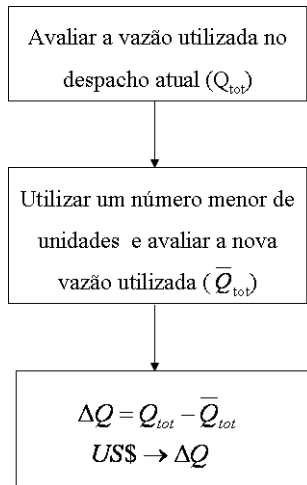 Avaliar a vazão utilizada no
despacho atual (Q_tot)
Utilizar um número menor de
unidades e avaliar a nova
vazão utilizada ( Q̅_tot)
ΔQ = Q_tot − Q̅_tot
US$ → ΔQ